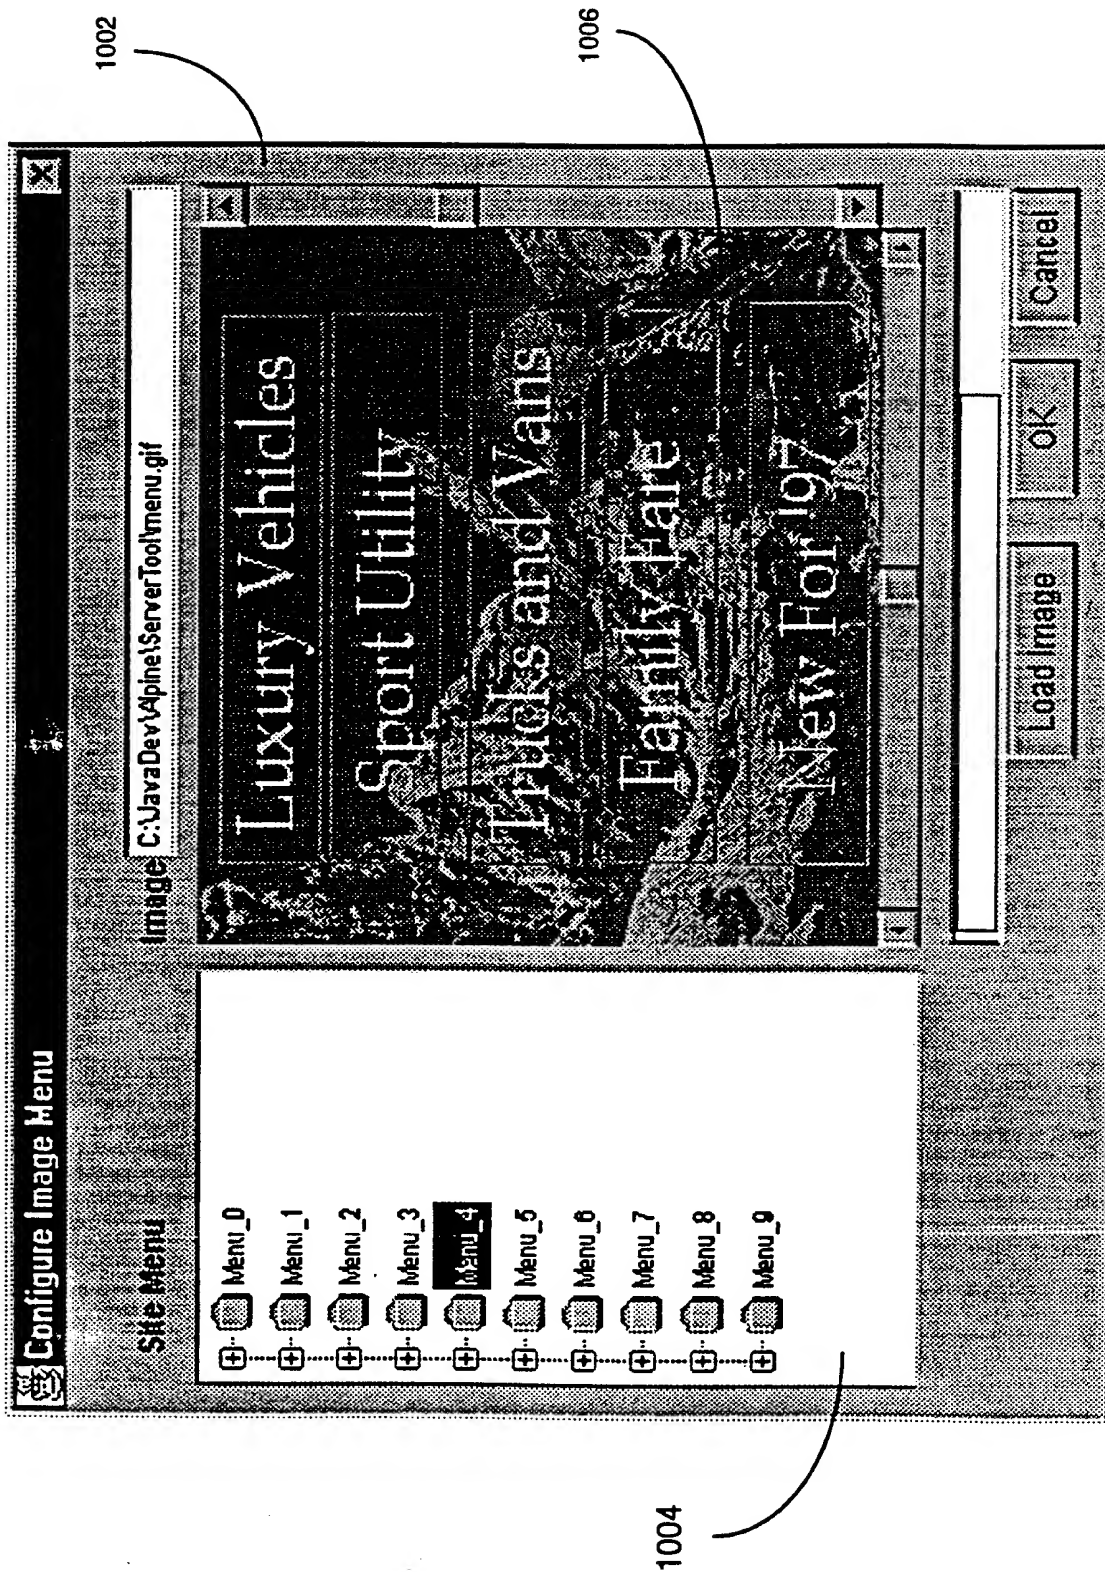 1002
1006
Configure Image Menu
Site Menu
Image C:\JavaDev\Alpine\ServerTool\menu.gif
Menu_0
Menu_1
Menu_2
Menu_3
Menu_4
Menu_5
Menu_6
Menu_7
Menu_8
Menu_9
Luxury Vehicles
Sport Utility
Trucks and Vans
Family Fare
New For '97
Load Image
OK
Cancel
1004